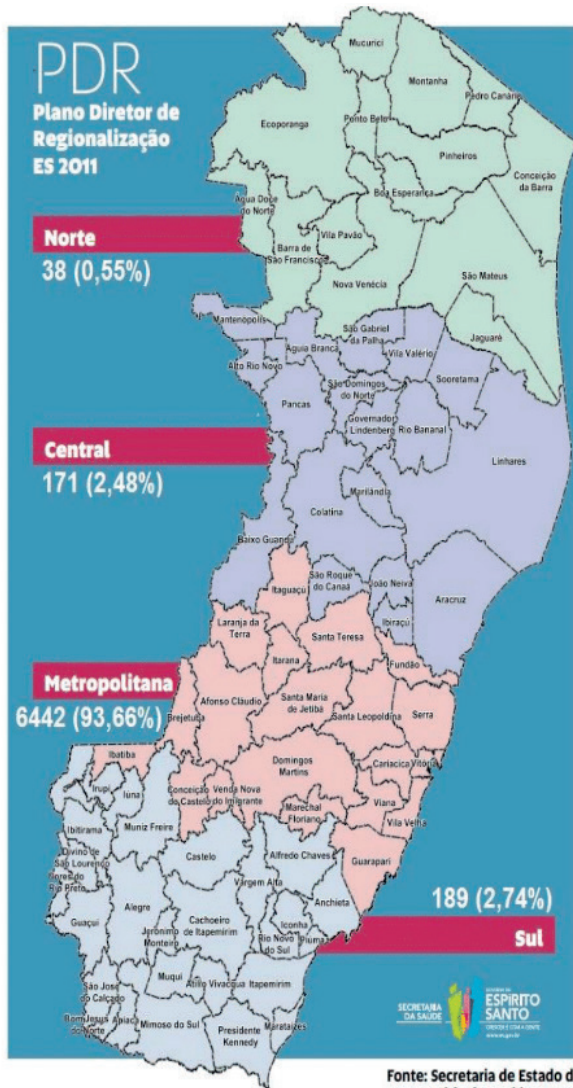 PDR
Plano Diretor de
Regionalização
ES 2011
Norte
38 (0,55%)
Central
171 (2,48%)
Metropolitana
6442 (93,66%)
189 (2,74%)
Sul
Mucurici
Montanha
Pedro Canário
Ecoporanga
Ponto Belo
Pinheiros
Conceição
da Barra
Boa Esperança
Água Doce
do Norte
Vila Pavão
Barra de
São Francisco
Nova Venécia
São Mateus
Jaguaré
Mantenópolis
São Gabriel
da Palha
Águia Branca
Vila Valério
Alto Rio Novo
Sooretama
São Domingos
do Norte
Pancas
Governador
Lindenberg
Rio Bananal
Linhares
Marilândia
Colatina
Baixo Guandu
São Roque
do Canaã
João Neiva
Aracruz
Ibiraçú
Itaguaçú
Laranja da
Terra
Santa Teresa
Fundão
Itarana
Afonso Cláudio
Santa Maria
de Jetibá
Santa Leopoldina
Serra
Brejetuba
Cariacica
Vitória
Domingos
Martins
Viana
Vila Velha
Ibatiba
Conceição
do Castelo
Venda Nova
do Imigrante
Marechal
Floriano
Guarapari
Irupi
Iúna
Ibitirama
Muniz Freire
Castelo
Alfredo Chaves
Divino de
São Lourenço
Dores do
Rio Preto
Vargem Alta
Anchieta
Guaçuí
Alegre
Cachoeiro
de Itapemirim
Iconha
Jerônimo
Monteiro
Rio Novo
do Sul
Piúma
Muqui
Atílio Vivacqua
Itapemirim
São José
do Calçado
Bom Jesus
do Norte
Apiacá
Mimoso do Sul
Presidente
Kennedy
Marataízes
SECRETARIA
DA SAÚDE
ESPÍRITO
SANTO
Fonte: Secretaria de Estado d